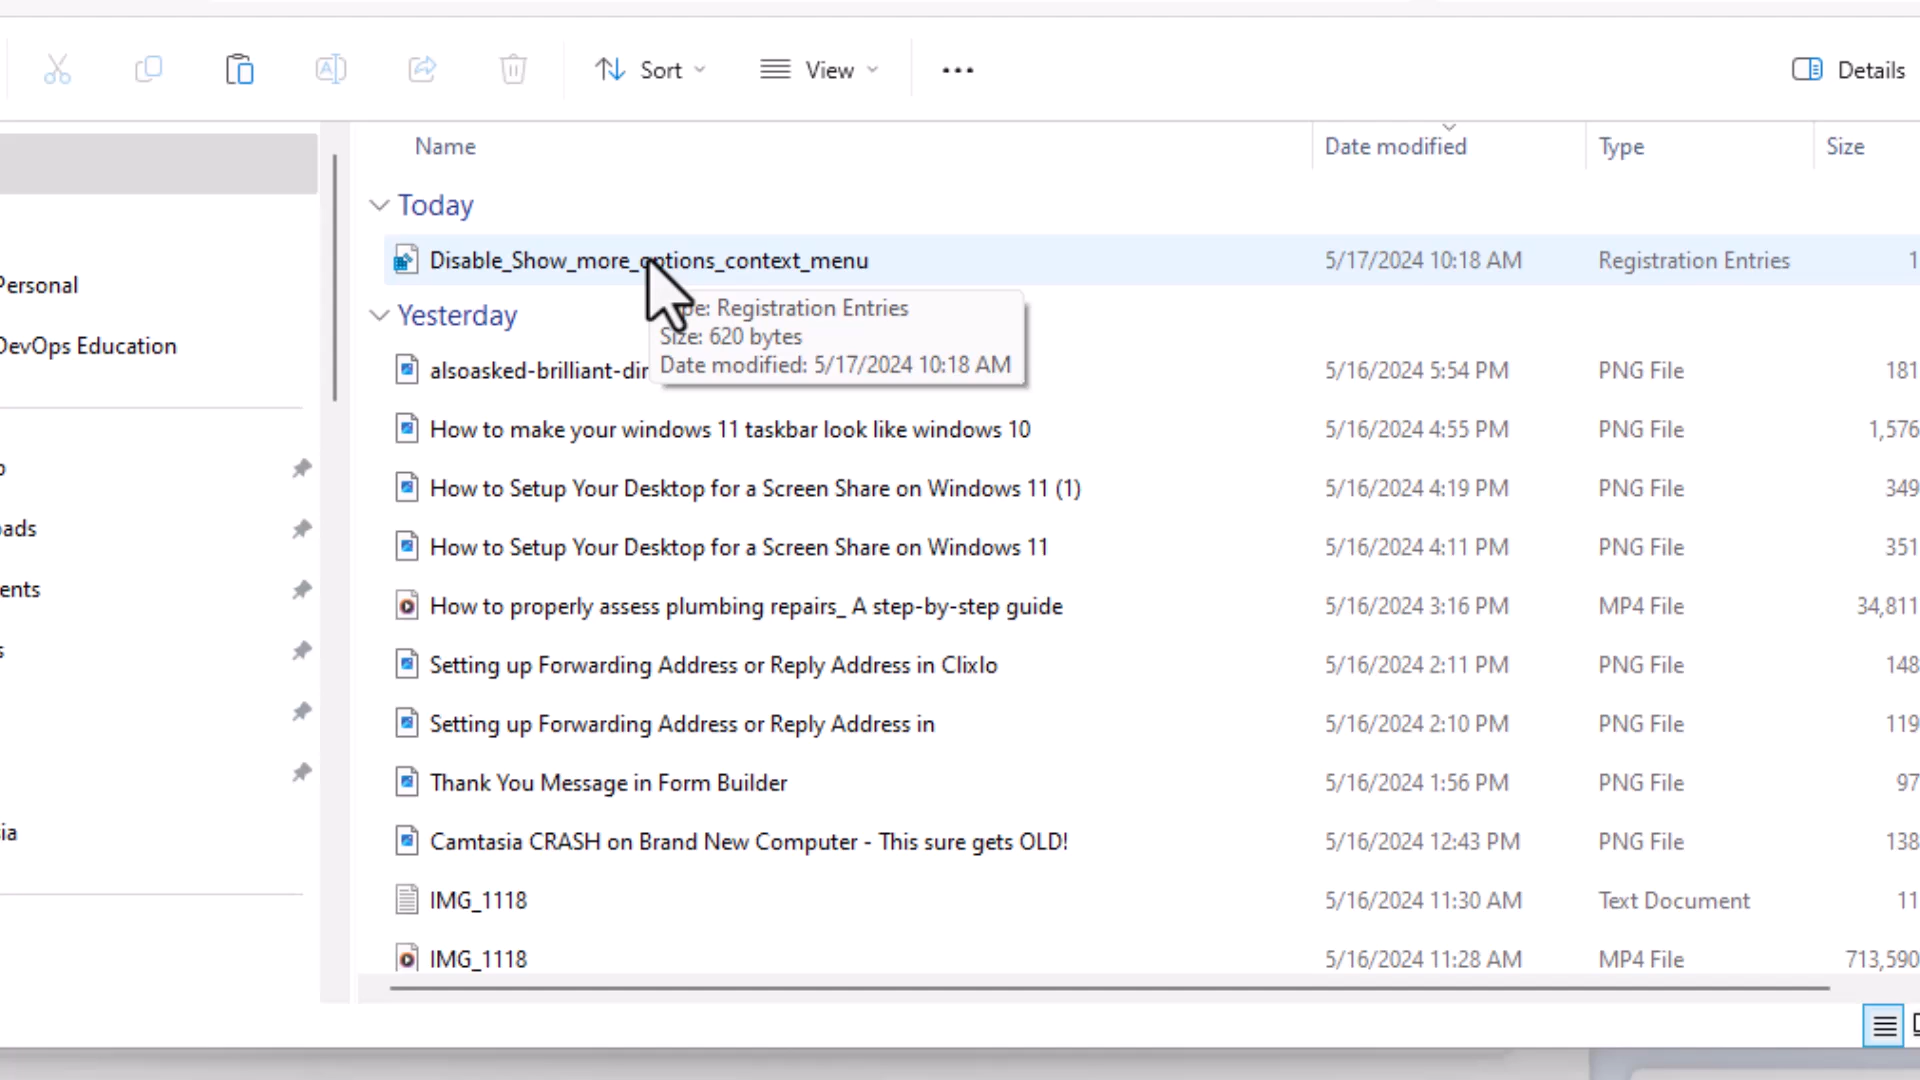 Sort
View
Details
Name
Date modified
Type
Size
Today
Disable_Show_more_options_context_menu
5/17/2024 10:18 AM
Registration Entries
1
Type: Registration Entries
Size: 620 bytes
Date modified: 5/17/2024 10:18 AM
Yesterday
alsoasked-brilliant-dir
5/16/2024 5:54 PM
PNG File
181
How to make your windows 11 taskbar look like windows 10
5/16/2024 4:55 PM
PNG File
1,576
How to Setup Your Desktop for a Screen Share on Windows 11 (1)
5/16/2024 4:19 PM
PNG File
349
How to Setup Your Desktop for a Screen Share on Windows 11
5/16/2024 4:11 PM
PNG File
351
How to properly assess plumbing repairs_ A step-by-step guide
5/16/2024 3:16 PM
MP4 File
34,811
Setting up Forwarding Address or Reply Address in Clixlo
5/16/2024 2:11 PM
PNG File
148
Setting up Forwarding Address or Reply Address in
5/16/2024 2:10 PM
PNG File
119
Thank You Message in Form Builder
5/16/2024 1:56 PM
PNG File
97
Camtasia CRASH on Brand New Computer - This sure gets OLD!
5/16/2024 12:43 PM
PNG File
138
IMG_1118
5/16/2024 11:30 AM
Text Document
11
IMG_1118
5/16/2024 11:28 AM
MP4 File
713,590
Personal
DevOps Education
p
oads
ents
s
sia